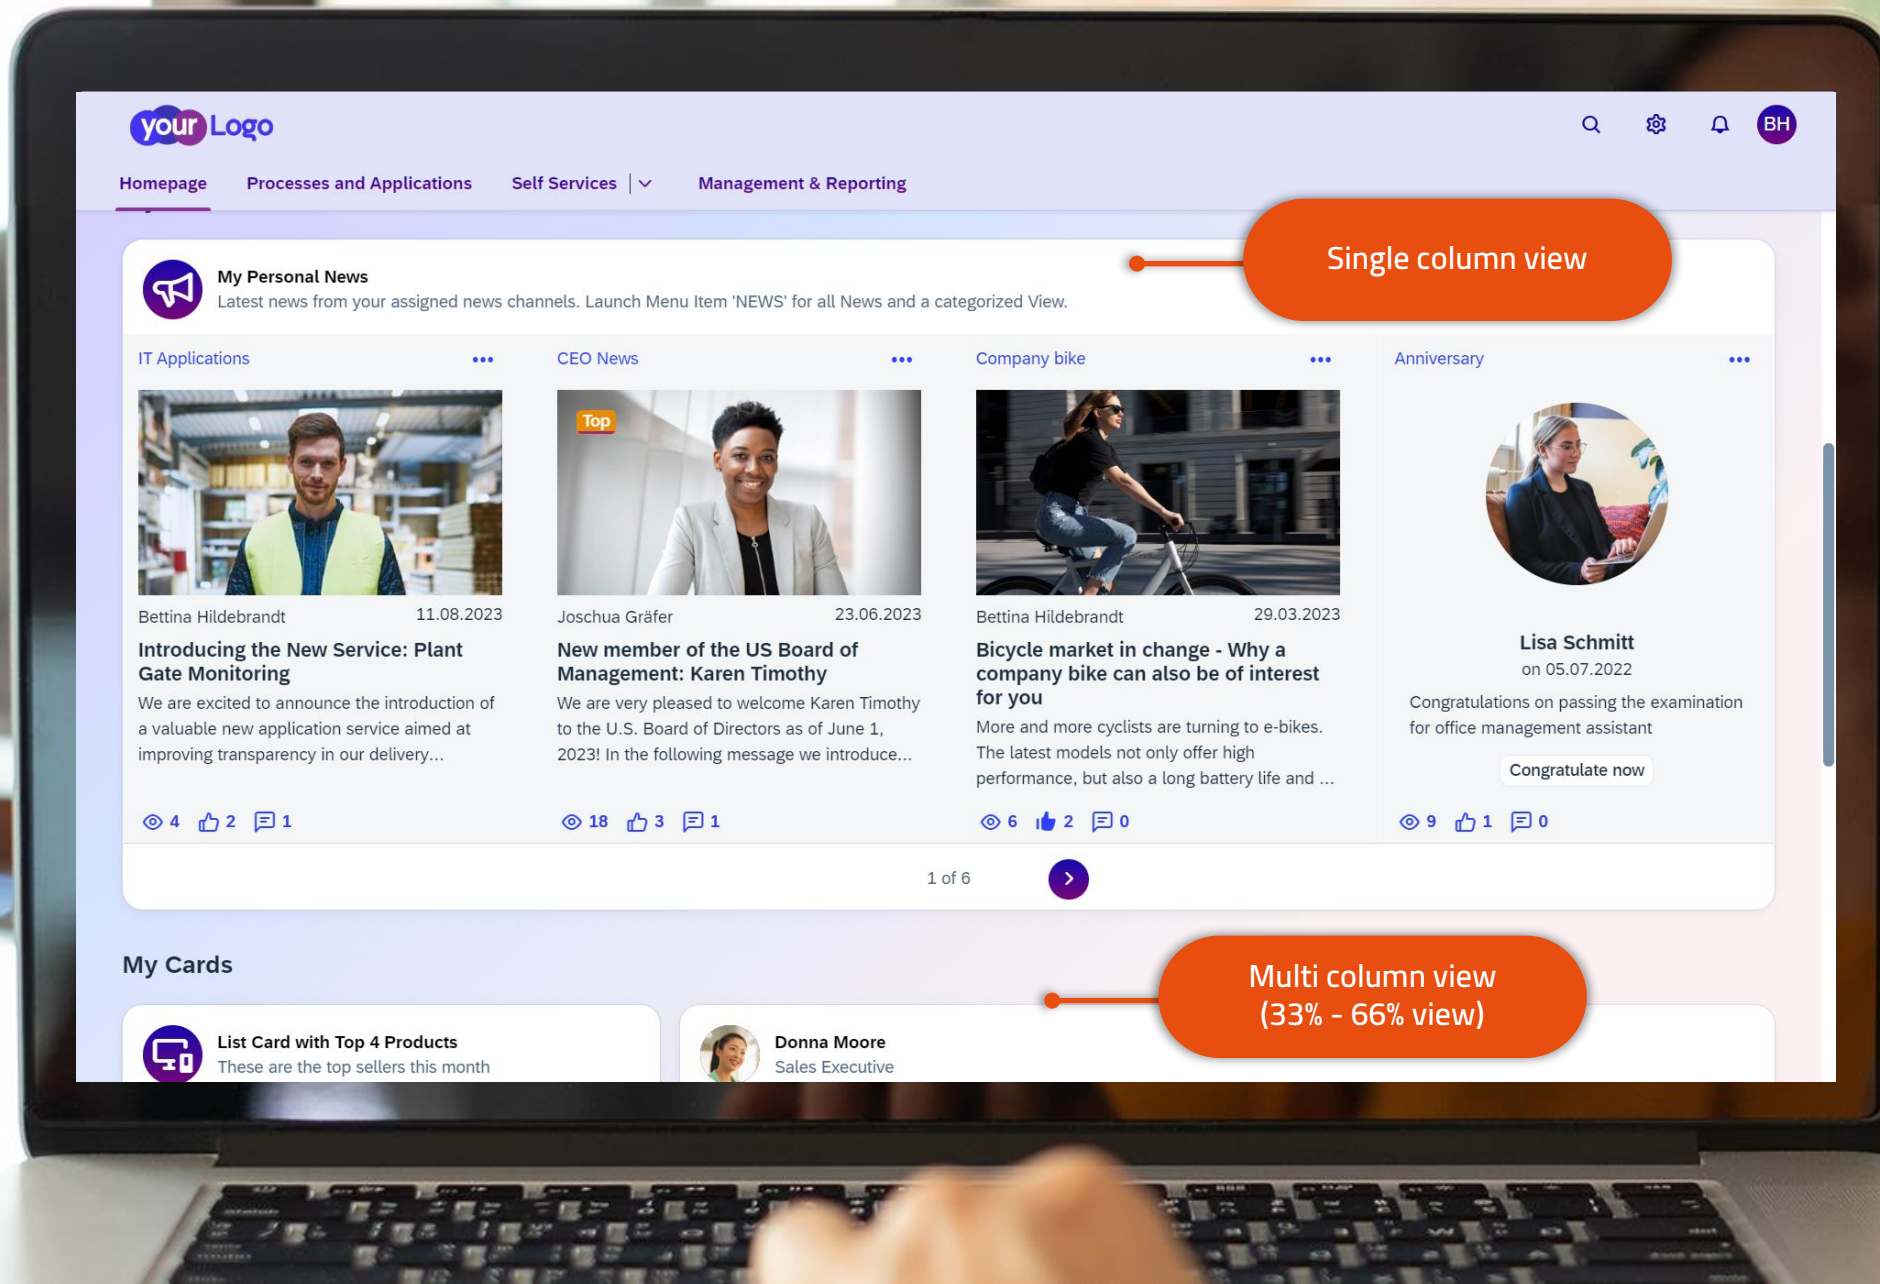 your Logo
BH
Homepage
Processes and Applications
Self Services
Management & Reporting
Single column view
My Personal News
Latest news from your assigned news channels. Launch Menu Item 'NEWS' for all News and a categorized View.
IT Applications
Bettina Hildebrandt
11.08.2023
Introducing the New Service: Plant
Gate Monitoring
We are excited to announce the introduction of
a valuable new application service aimed at
improving transparency in our delivery...
4 2 1
CEO News
Top
Joschua Gräfer
23.06.2023
New member of the US Board of
Management: Karen Timothy
We are very pleased to welcome Karen Timothy
to the U.S. Board of Directors as of June 1,
2023! In the following message we introduce...
18 3 1
Company bike
Bettina Hildebrandt
29.03.2023
Bicycle market in change - Why a
company bike can also be of interest
for you
More and more cyclists are turning to e-bikes.
The latest models not only offer high
performance, but also a long battery life and ...
6 2 0
Anniversary
Lisa Schmitt
on 05.07.2022
Congratulations on passing the examination
for office management assistant
Congratulate now
9 1 0
1 of 6
My Cards
Multi column view
(33% - 66% view)
List Card with Top 4 Products
These are the top sellers this month
Donna Moore
Sales Executive